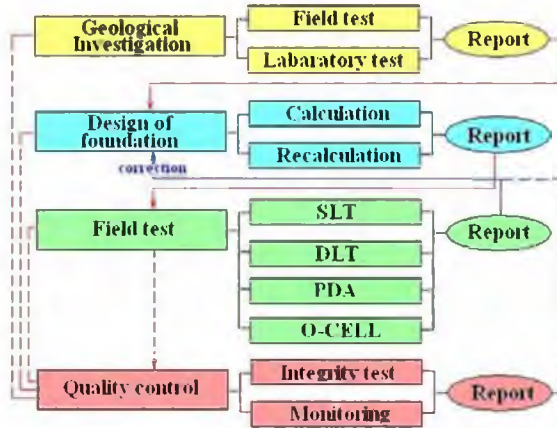 Geological
Investigation
Field test
Labaratory test
Report
Design of
foundation
Calculation
Recalculation
Report
correction
Field test
SLT
DLT
PDA
O-CELL
Report
Quality control
Integrity test
Monitoring
Report